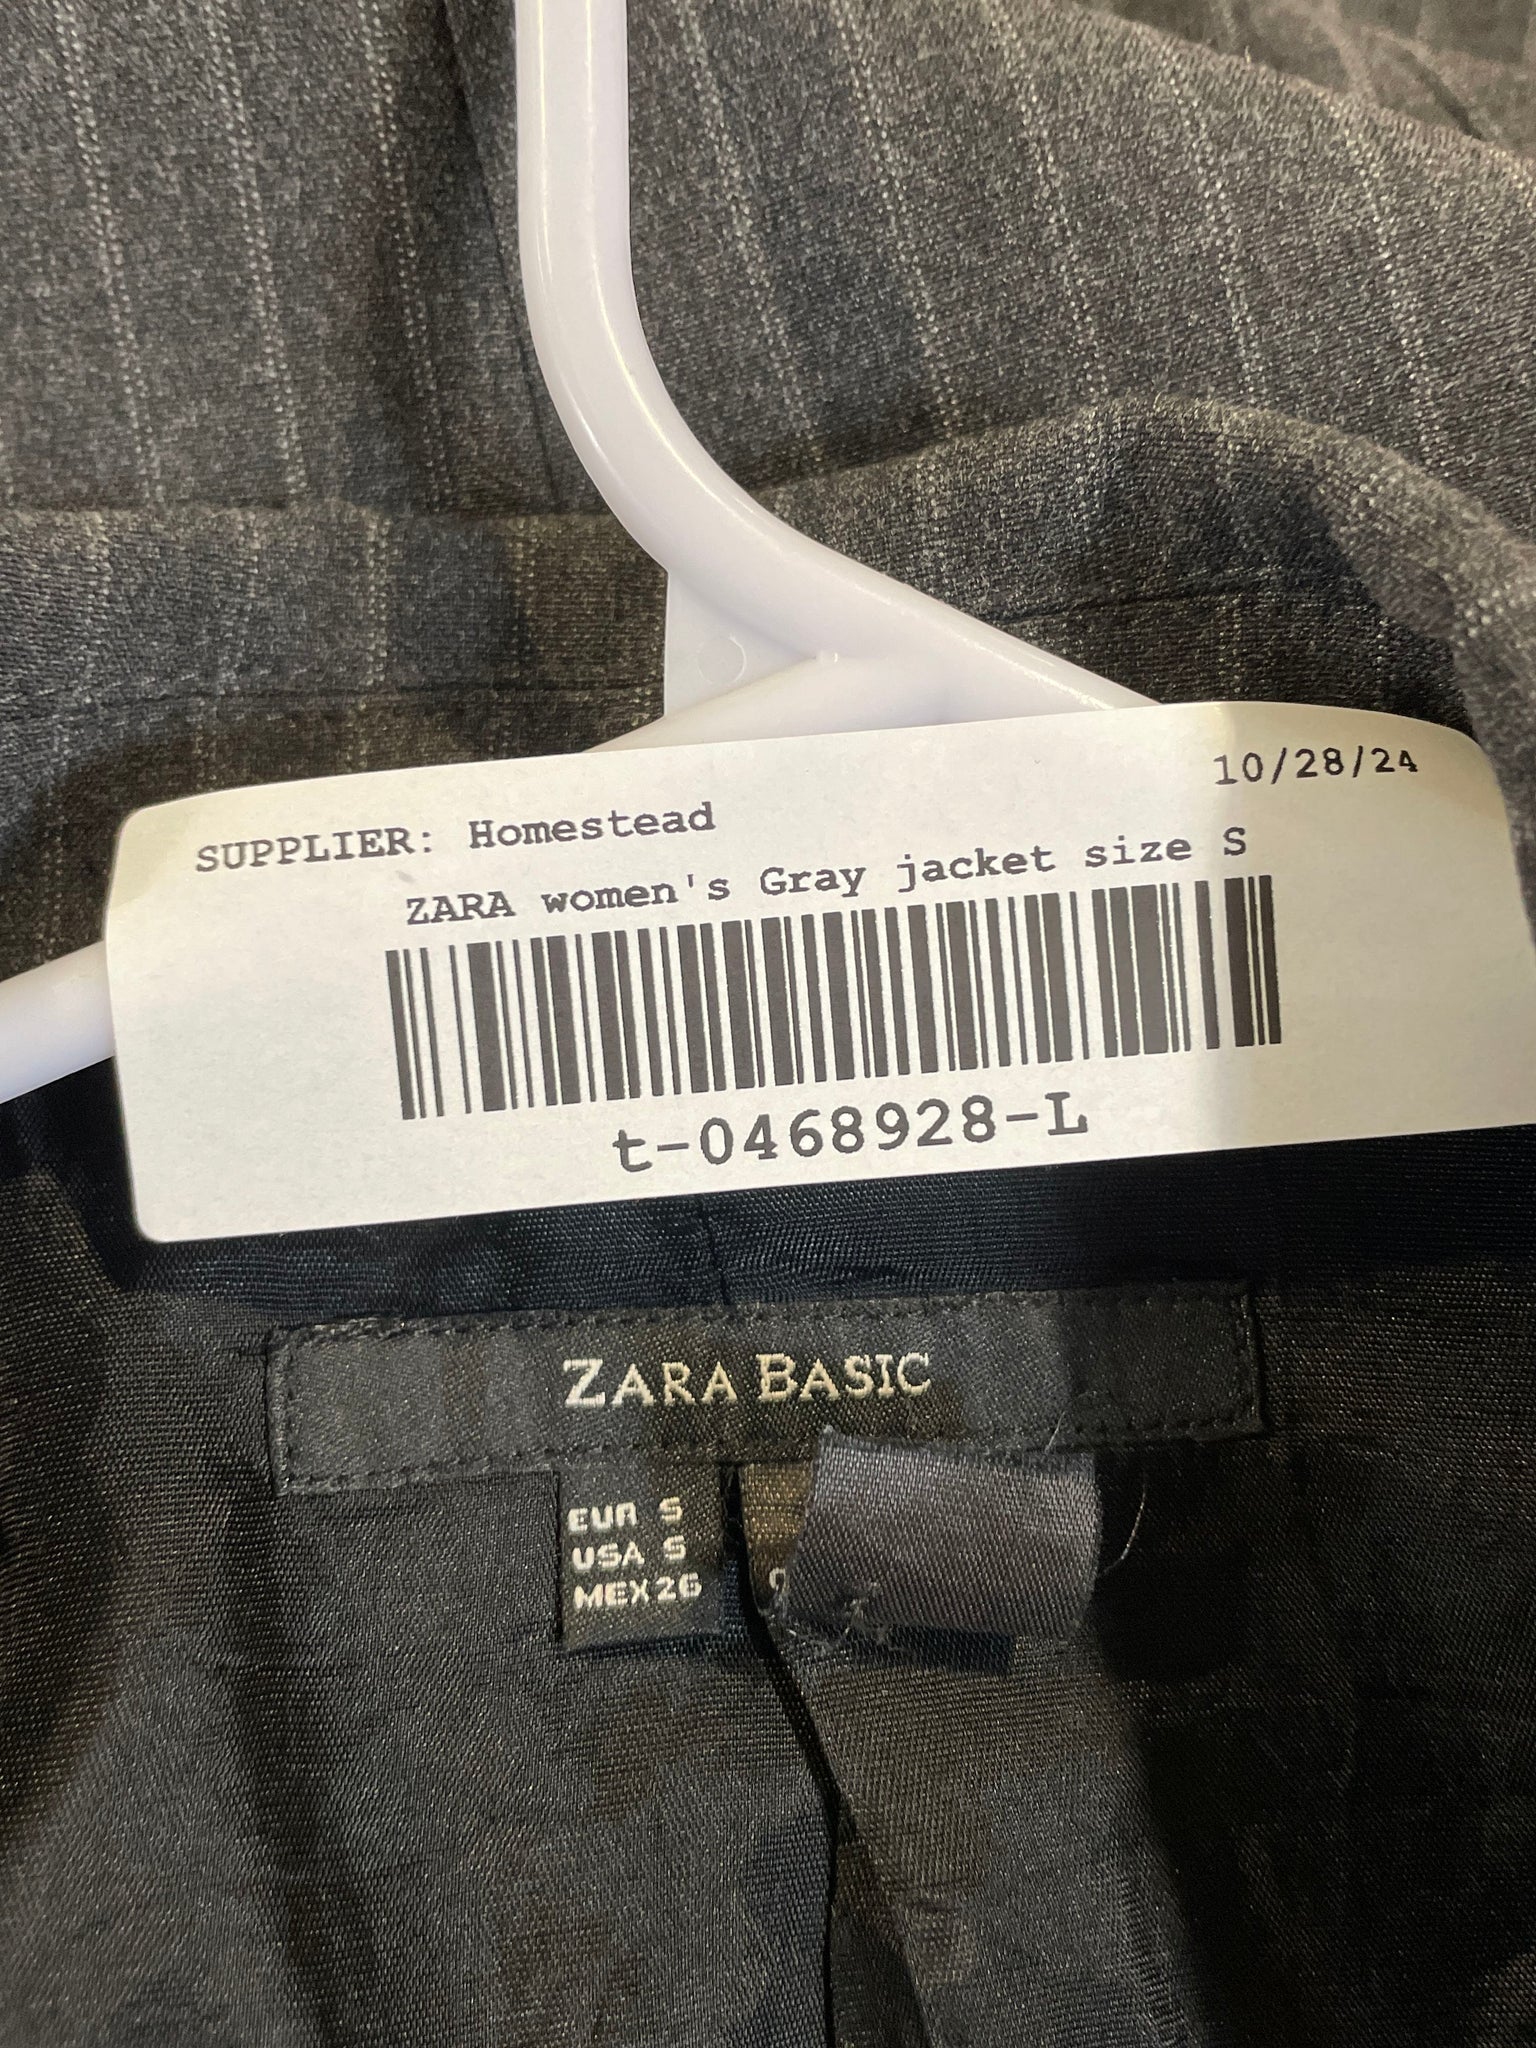 10/28/24
SUPPLIER: Homestead
ZARA women's Gray jacket size S
t-0468928-L
ZARA BASIC
EUR S
USA S
MEX 26